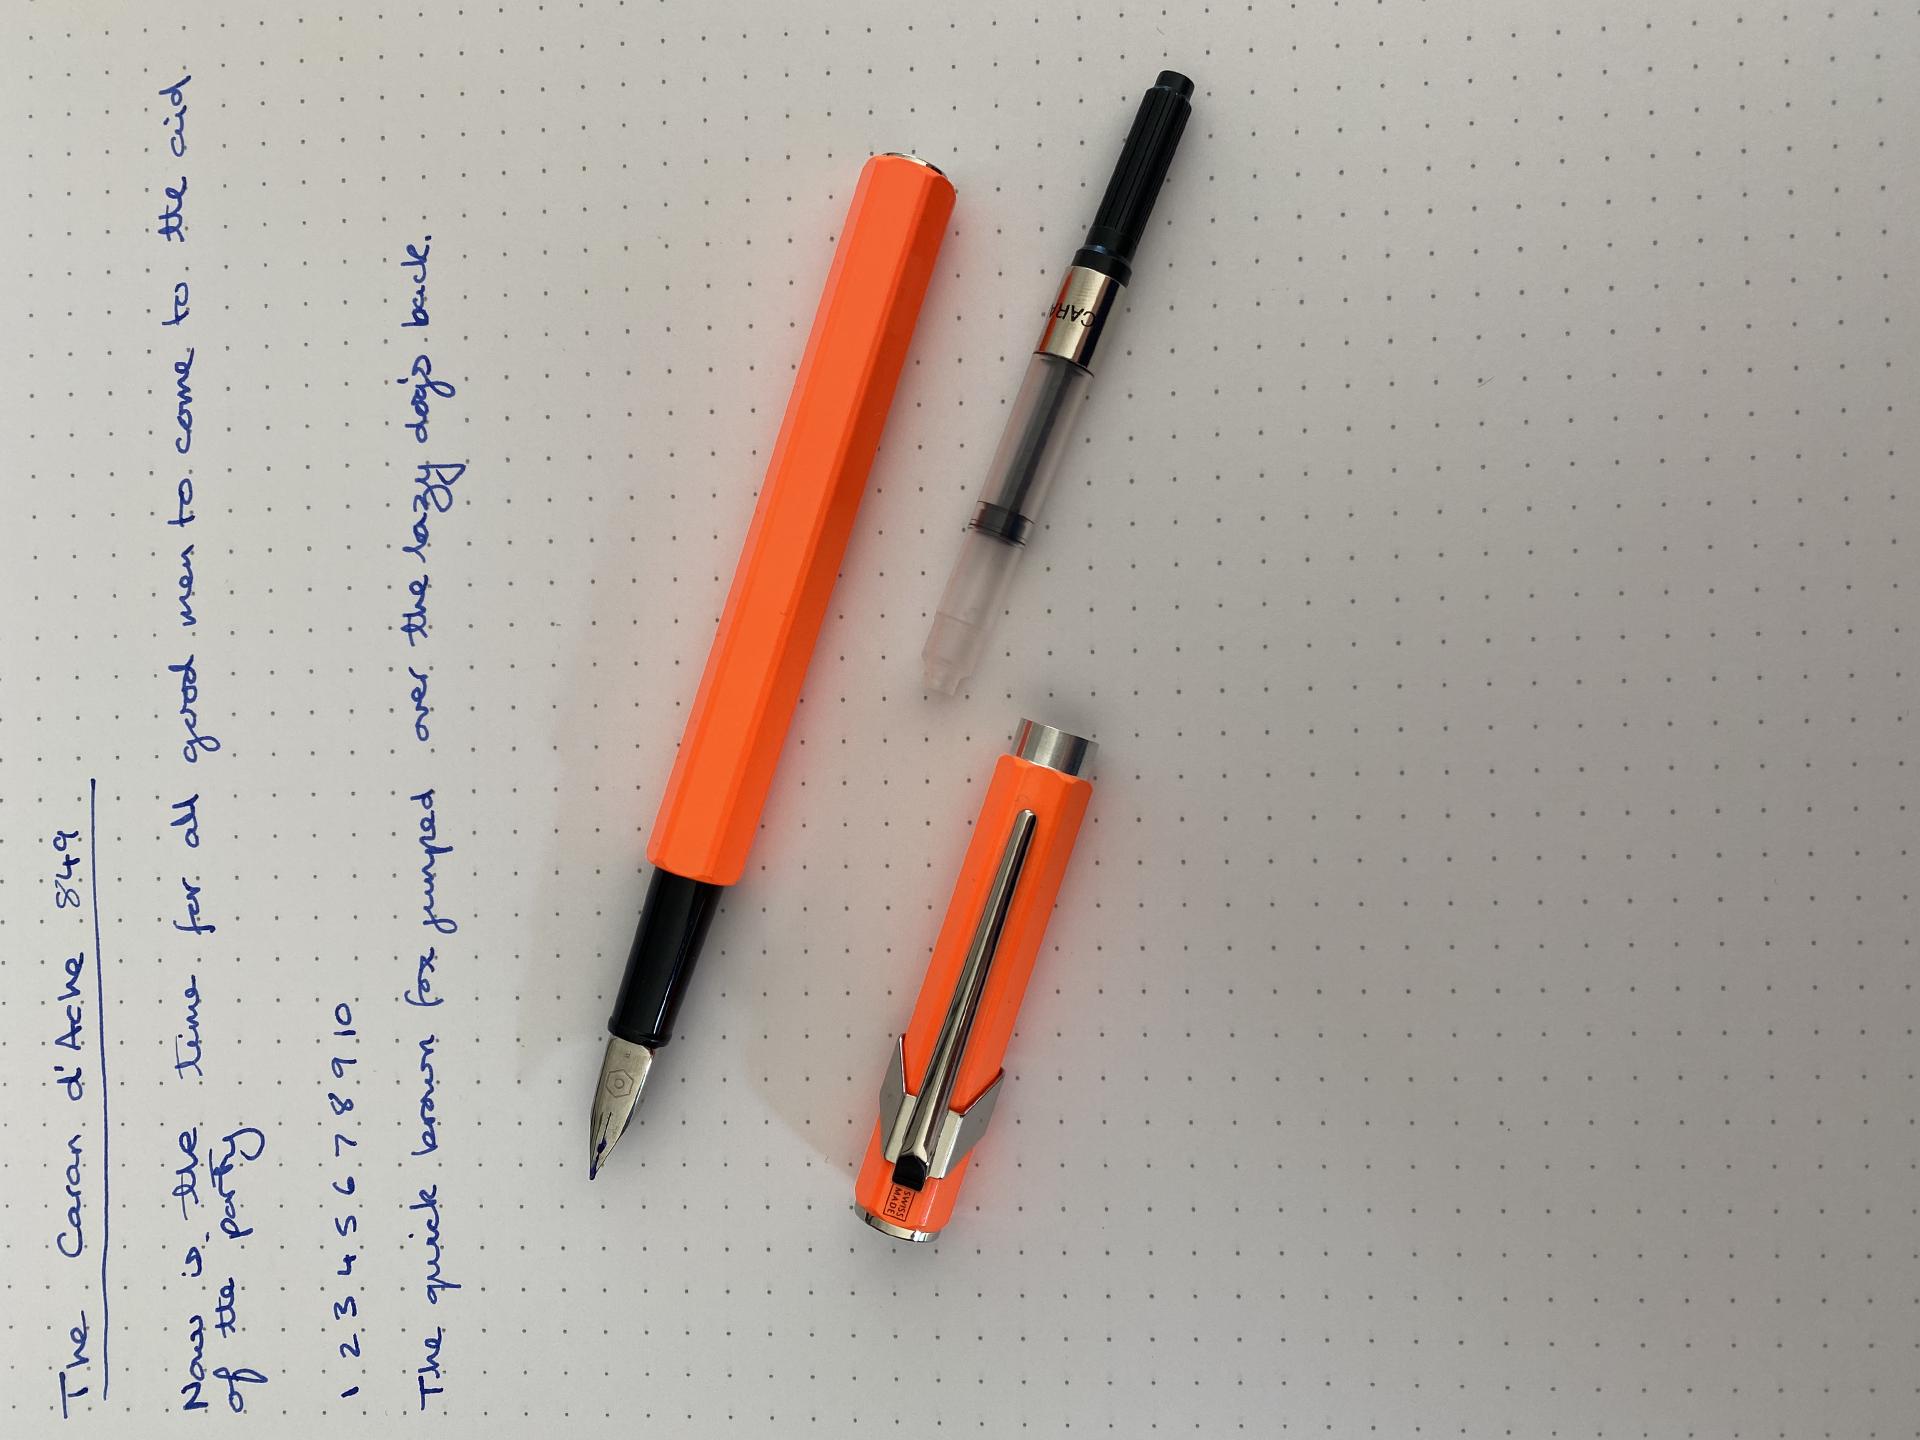 The Caran d'Ache 849
Now is the time for all good men to come to the aid
of the party
1 2 3 4 5 6 7 8 9 10
The quick brown fox jumped over the lazy dogs back.
CARA
SWISS
MADE